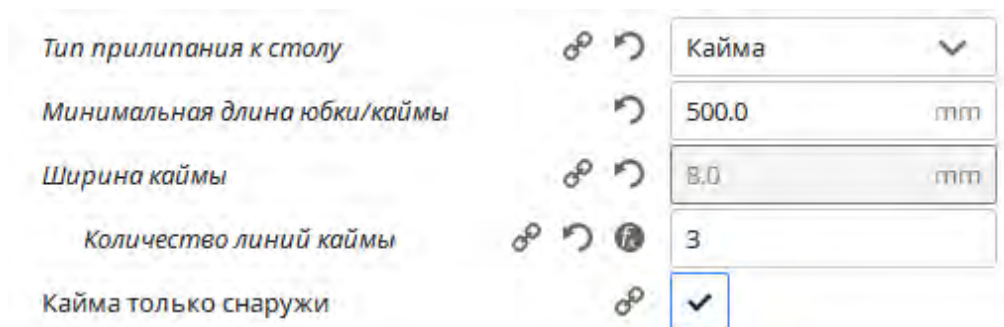 Тип прилипания к столу Кайма
Минимальная длина юбки/каймы 500.0 mm
Ширина каймы 8.0 mm
Количество линий каймы 3
Кайма только снаружи